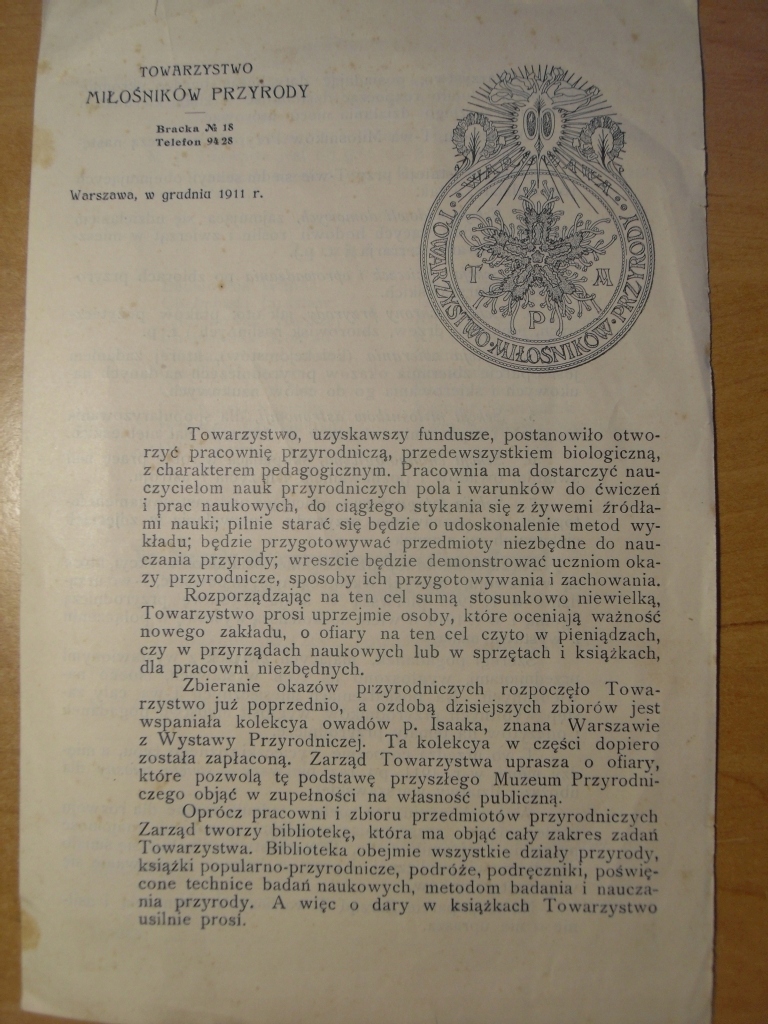 TOWARZYSTWO
MIŁOŚNIKÓW PRZYRODY
Bracka № 18
Telefon 94 28
Warszawa, w grudniu 1911 r.
WARSZAWA
TOWARZYSTWO · MIŁOŚNIKÓW · PRZYRODY
T M
P
Towarzystwo, uzyskawszy fundusze, postanowiło otwo-
rzyć pracownię przyrodniczą, przedewszystkiem biologiczną,
z charakterem pedagogicznym. Pracownia ma dostarczyć nau-
czycielom nauk przyrodniczych pola i warunków do ćwiczeń
i prac naukowych, do ciągłego stykania się z żywemi źródła-
mi nauki; pilnie starać się będzie o udoskonalenie metod wy-
kładu; będzie przygotowywać przedmioty niezbędne do nau-
czania przyrody; wreszcie będzie demonstrować uczniom oka-
zy przyrodnicze, sposoby ich przygotowywania i zachowania.
Rozporządzając na ten cel sumą stosunkowo niewielką,
Towarzystwo prosi uprzejmie osoby, które oceniają ważność
nowego zakładu, o ofiary na ten cel czyto w pieniądzach,
czy w przyrządach naukowych lub w sprzętach i książkach,
dla pracowni niezbędnych.
Zbieranie okazów przyrodniczych rozpoczęło Towa-
rzystwo już poprzednio, a ozdobą dzisiejszych zbiorów jest
wspaniała kolekcya owadów p. Isaaka, znana Warszawie
z Wystawy Przyrodniczej. Ta kolekcya w części dopiero
została zapłaconą. Zarząd Towarzystwa uprasza o ofiary,
które pozwolą tę podstawę przyszłego Muzeum Przyrodni-
czego objąć w zupełności na własność publiczną.
Oprócz pracowni i zbioru przedmiotów przyrodniczych
Zarząd tworzy bibliotekę, która ma objąć cały zakres zadań
Towarzystwa. Biblioteka obejmie wszystkie działy przyrody,
książki popularno-przyrodnicze, podróże, podręczniki, poświę-
cone technice badań naukowych, metodom badania i naucza-
nia przyrody. A więc o dary w książkach Towarzystwo
usilnie prosi.